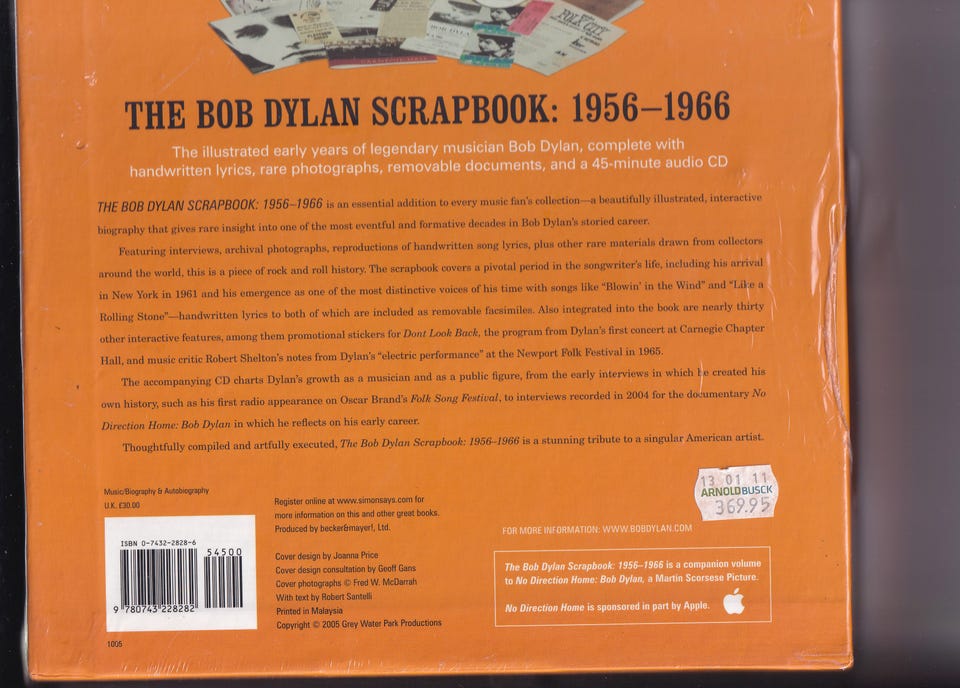 FOLK CITY
BOB DYLAN
CARNEGIE HALL
THE BOB DYLAN SCRAPBOOK: 1956–1966
The illustrated early years of legendary musician Bob Dylan, complete with
handwritten lyrics, rare photographs, removable documents, and a 45-minute audio CD
THE BOB DYLAN SCRAPBOOK: 1956–1966 is an essential addition to every music fan's collection—a beautifully illustrated, interactive
biography that gives rare insight into one of the most eventful and formative decades in Bob Dylan's storied career.
Featuring interviews, archival photographs, reproductions of handwritten song lyrics, plus other rare materials drawn from collectors
around the world, this is a piece of rock and roll history. The scrapbook covers a pivotal period in the songwriter's life, including his arrival
in New York in 1961 and his emergence as one of the most distinctive voices of his time with songs like "Blowin' in the Wind" and "Like a
Rolling Stone"—handwritten lyrics to both of which are included as removable facsimiles. Also integrated into the book are nearly thirty
other interactive features, among them promotional stickers for Dont Look Back, the program from Dylan's first concert at Carnegie Chapter
Hall, and music critic Robert Shelton's notes from Dylan's "electric performance" at the Newport Folk Festival in 1965.
The accompanying CD charts Dylan's growth as a musician and as a public figure, from the early interviews in which he created his
own history, such as his first radio appearance on Oscar Brand's Folk Song Festival, to interviews recorded in 2004 for the documentary No
Direction Home: Bob Dylan in which he reflects on his early career.
Thoughtfully compiled and artfully executed, The Bob Dylan Scrapbook: 1956–1966 is a stunning tribute to a singular American artist.
Music/Biography & Autobiography
U.K. £30.00
ISBN 0-7432-2828-6
54500
9 780743 228282
1005
Register online at www.simonsays.com for
more information on this and other great books.
Produced by becker&mayer!, Ltd.
Cover design by Joanna Price
Cover design consultation by Geoff Gans
Cover photographs © Fred W. McDarrah
With text by Robert Santelli
Printed in Malaysia
Copyright © 2005 Grey Water Park Productions
13 01 11
ARNOLD BUSCK
369.95
FOR MORE INFORMATION: WWW.BOBDYLAN.COM
The Bob Dylan Scrapbook: 1956–1966 is a companion volume
to No Direction Home: Bob Dylan, a Martin Scorsese Picture.
No Direction Home is sponsored in part by Apple.